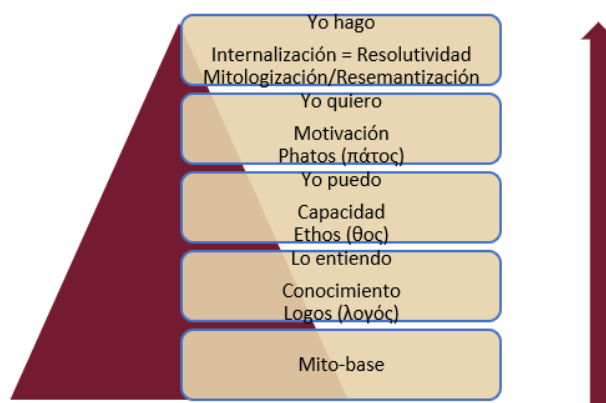 Yo hago
Internalización = Resolutividad
Mitologización/Resemantización
Yo quiero
Motivación
Phatos (πάτος)
Yo puedo
Capacidad
Ethos (θος)
Lo entiendo
Conocimiento
Logos (λογός)
Mito-base